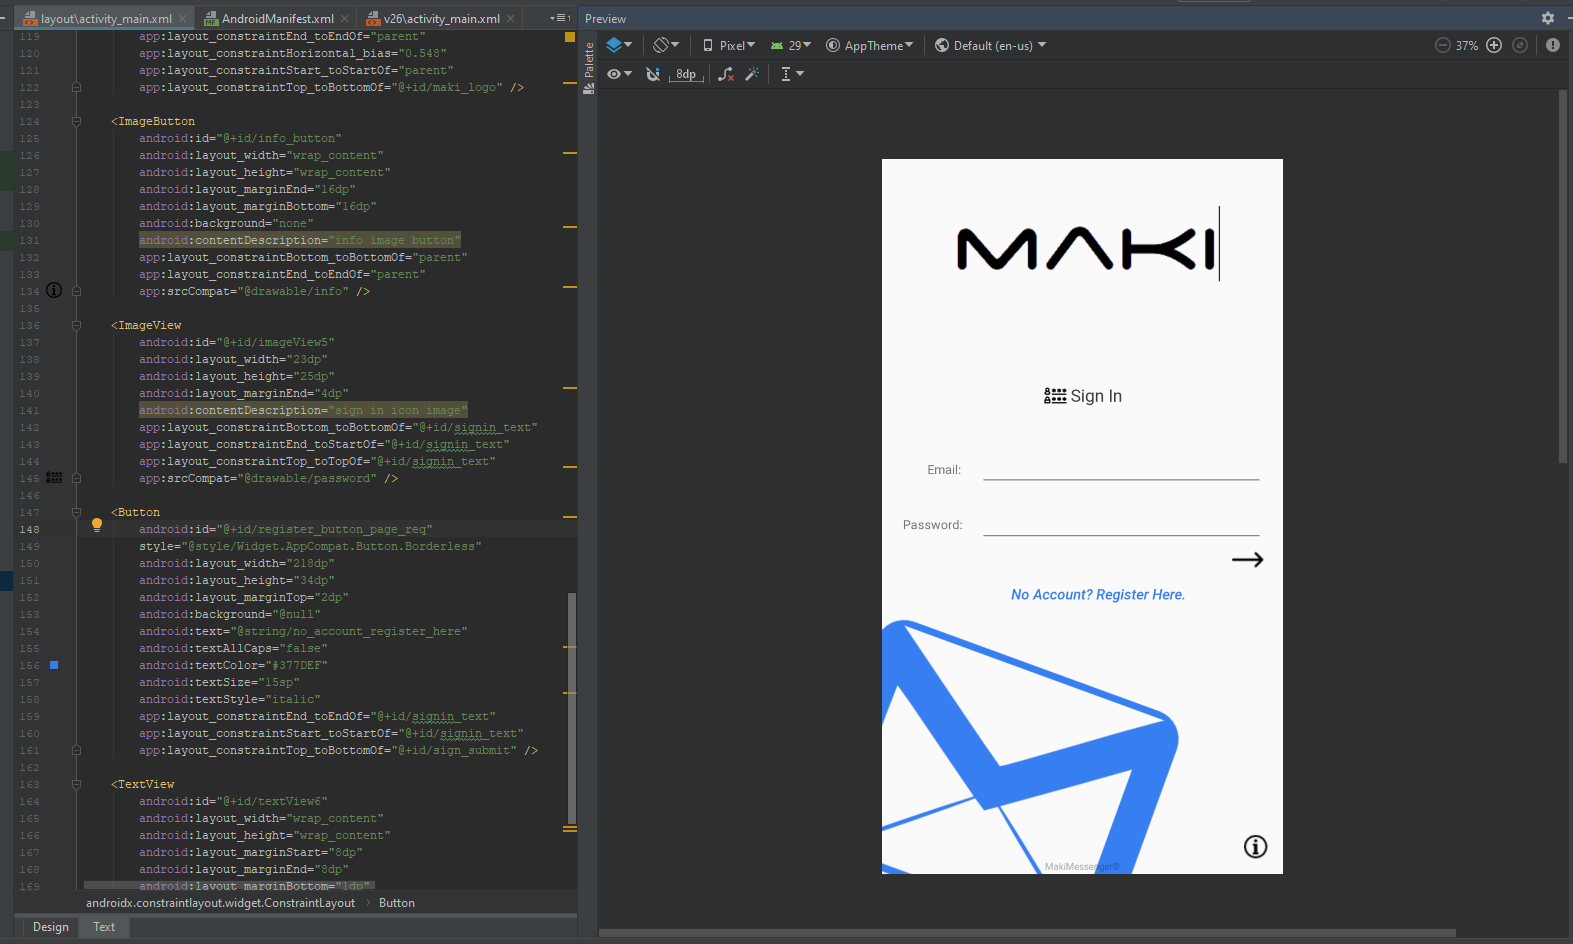 layout\activity_main.xml
AndroidManifest.xml
v26\activity_main.xml
Preview
119 app:layout_constraintEnd_toEndOf="parent"
120 app:layout_constraintHorizontal_bias="0.548"
121 app:layout_constraintStart_toStartOf="parent"
122 app:layout_constraintTop_toBottomOf="@+id/maki_logo" />
123
124 <ImageButton
125 android:id="@+id/info_button"
126 android:layout_width="wrap_content"
127 android:layout_height="wrap_content"
128 android:layout_marginEnd="16dp"
129 android:layout_marginBottom="16dp"
130 android:background="none"
131 android:contentDescription="info image button"
132 app:layout_constraintBottom_toBottomOf="parent"
133 app:layout_constraintEnd_toEndOf="parent"
134 app:srcCompat="@drawable/info" />
135
136 <ImageView
137 android:id="@+id/imageView5"
138 android:layout_width="23dp"
139 android:layout_height="25dp"
140 android:layout_marginEnd="4dp"
141 android:contentDescription="sign in icon image"
142 app:layout_constraintBottom_toBottomOf="@+id/signin_text"
143 app:layout_constraintEnd_toStartOf="@+id/signin_text"
144 app:layout_constraintTop_toTopOf="@+id/signin_text"
145 app:srcCompat="@drawable/password" />
146
147 <Button
148 android:id="@+id/register_button_page_req"
149 style="@style/Widget.AppCompat.Button.Borderless"
150 android:layout_width="218dp"
151 android:layout_height="34dp"
152 android:layout_marginTop="2dp"
153 android:background="@null"
154 android:text="@string/no_account_register_here"
155 android:textAllCaps="false"
156 android:textColor="#377DEF"
157 android:textSize="15sp"
158 android:textStyle="italic"
159 app:layout_constraintEnd_toEndOf="@+id/signin_text"
160 app:layout_constraintStart_toStartOf="@+id/signin_text"
161 app:layout_constraintTop_toBottomOf="@+id/sign_submit" />
162
163 <TextView
164 android:id="@+id/textView6"
165 android:layout_width="wrap_content"
166 android:layout_height="wrap_content"
167 android:layout_marginStart="8dp"
168 android:layout_marginEnd="8dp"
169 android:layout_marginBottom="1dp"
androidx.constraintlayout.widget.ConstraintLayout › Button
Design Text
Palette
Pixel 29 AppTheme Default (en-us) 37%
8dp
MAKI
Sign In
Email:
Password:
No Account? Register Here.
MakiMessenger©